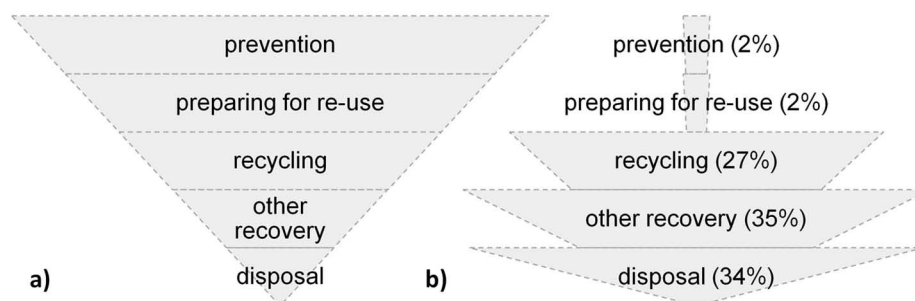 prevention
preparing for re-use
recycling
other
recovery
disposal
a)
prevention (2%)
preparing for re-use (2%)
recycling (27%)
other recovery (35%)
disposal (34%)
b)